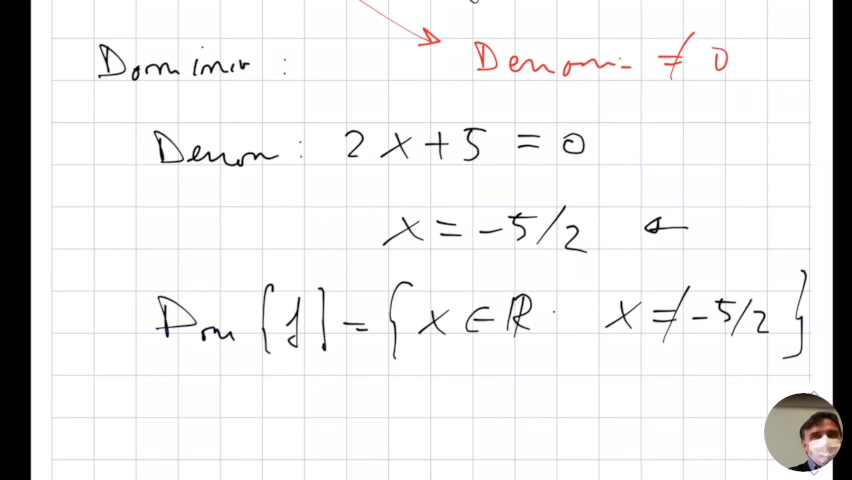 Dominio : Denom. ≠ 0
Denom : 2x+5 = 0
x = -5/2 ←
Dom [f] = { x ∈ ℝ : x ≠ -5/2 }